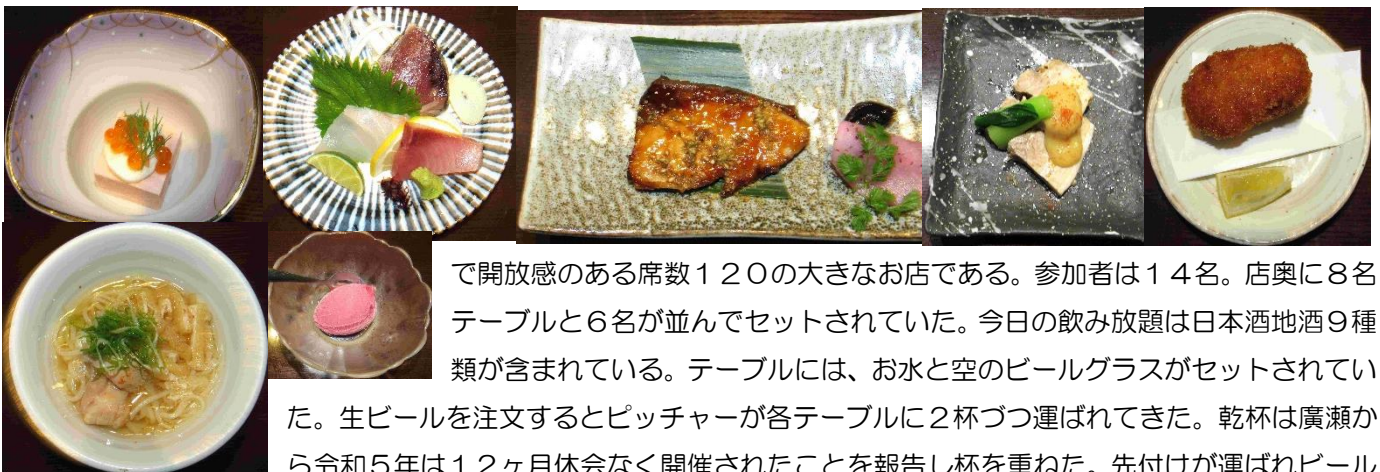 で開放感のある席数１２０の大きなお店である。参加者は１４名。店奥に８名
テーブルと６名が並んでセットされていた。今日の飲み放題は日本酒地酒９種
類が含まれている。テーブルには、お水と空のビールグラスがセットされてい
た。生ビールを注文するとピッチャーが各テーブルに２杯づつ運ばれてきた。乾杯は廣瀬か
ら令和５年は１２ヶ月休会なく開催されたことを報告し杯を重ねた。先付けが運ばれビール